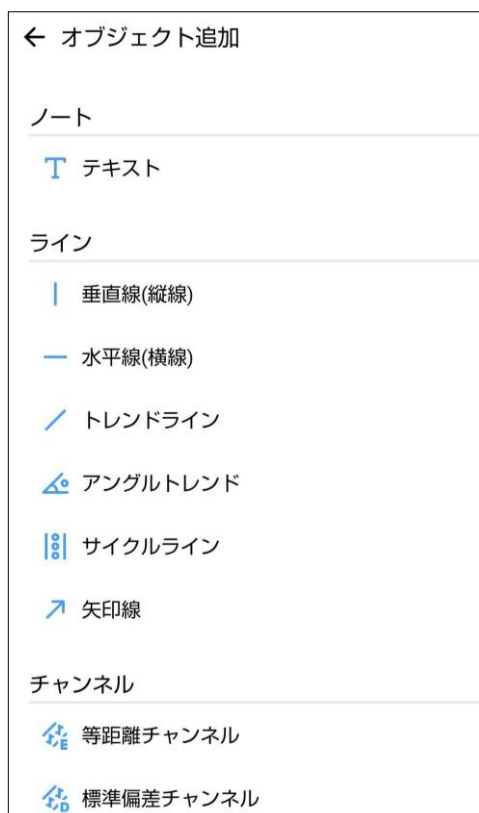 ← オブジェクト追加
ノート
テキスト
ライン
垂直線(縦線)
水平線(横線)
トレンドライン
アングルトレンド
サイクルライン
矢印線
チャンネル
等距離チャンネル
標準偏差チャンネル